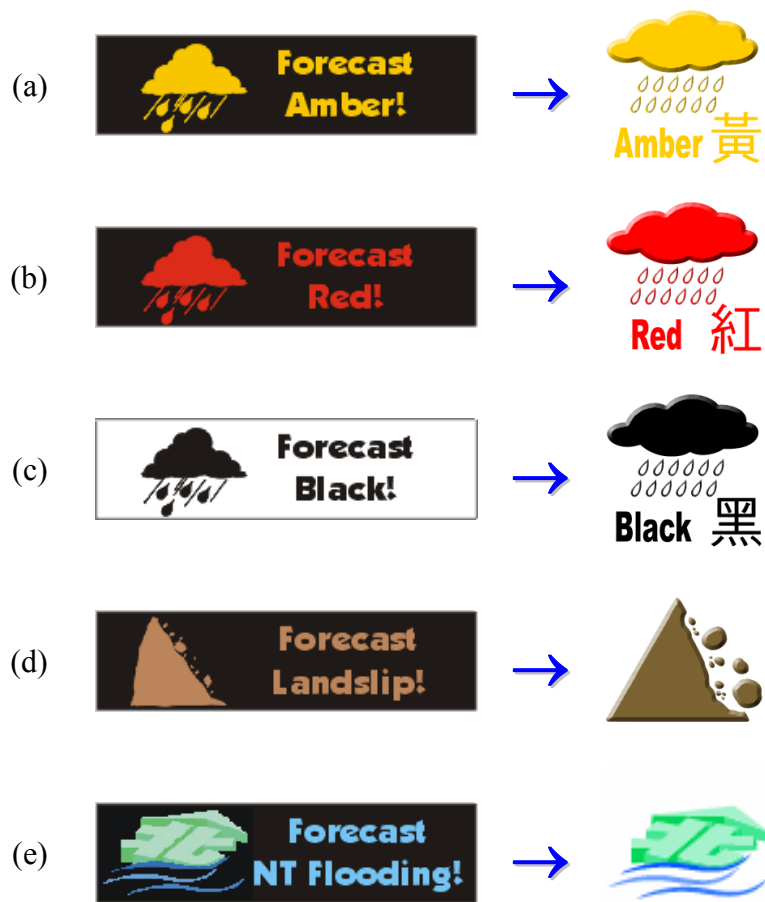 (a)
Forecast
Amber!
Amber 黃
(b)
Forecast
Red!
Red 紅
(c)
Forecast
Black!
Black 黑
(d)
Forecast
Landslip!
(e)
Forecast
NT Flooding!